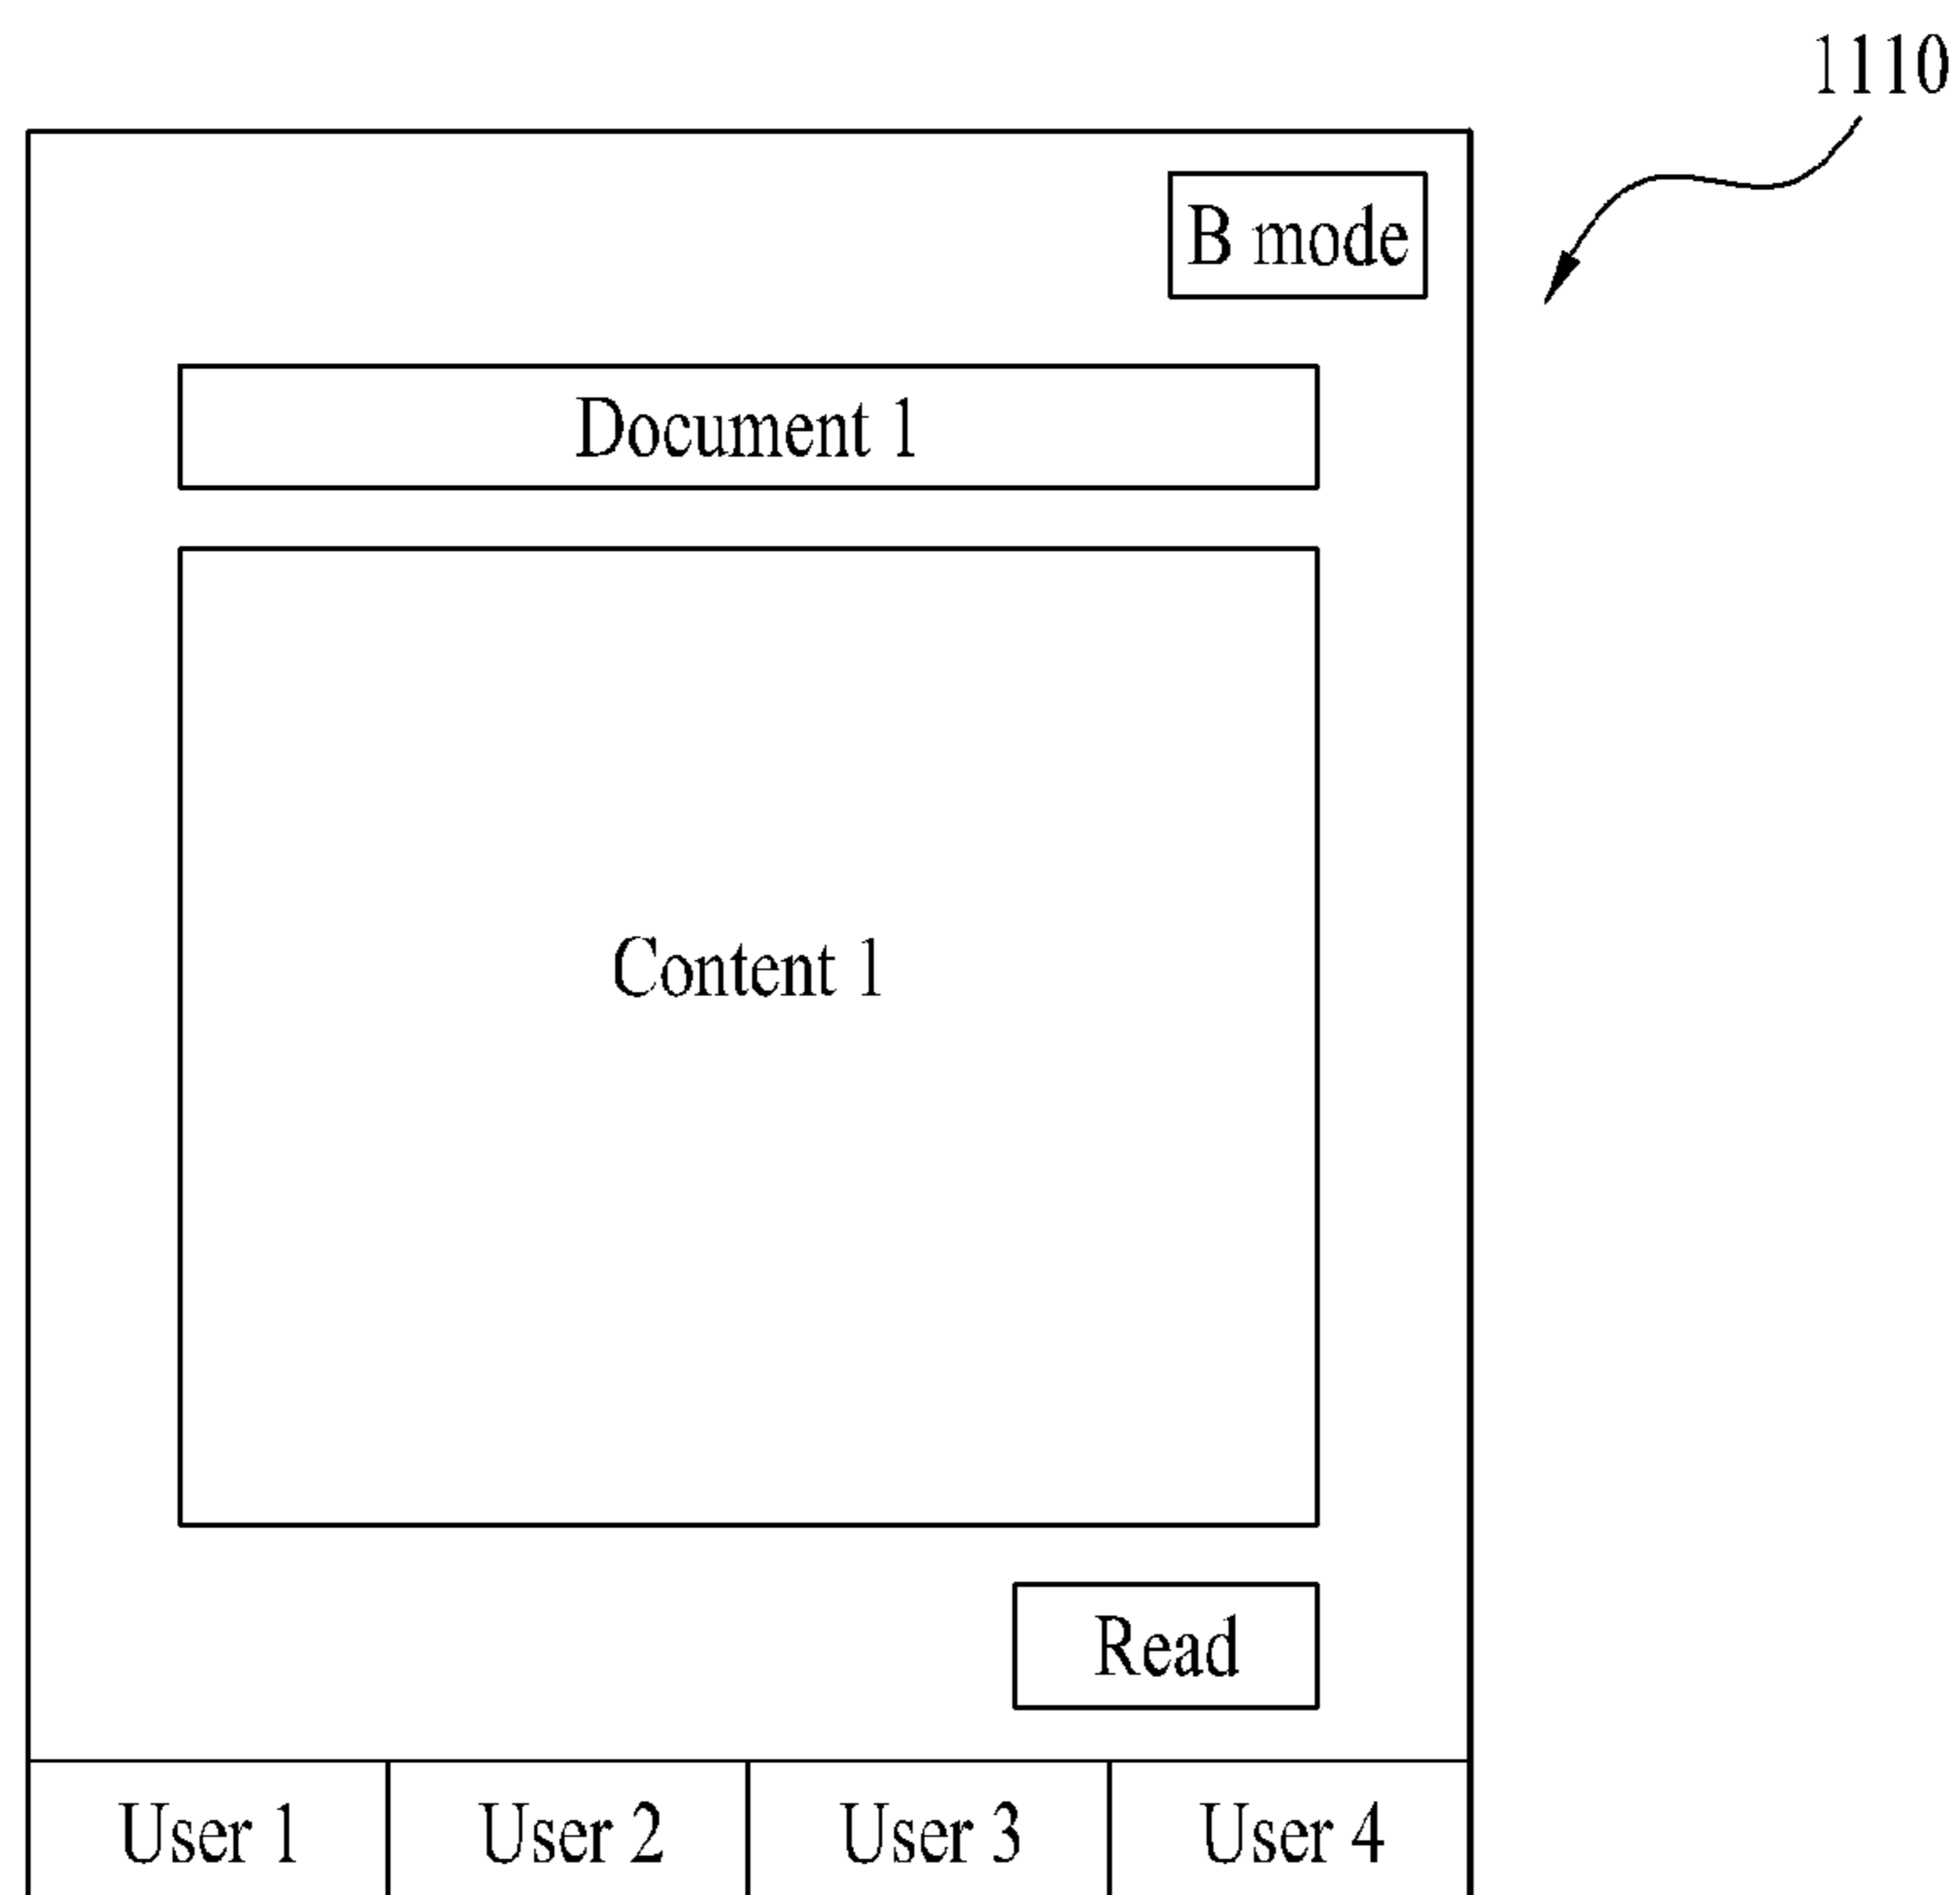 1110
B mode
Document 1
Content 1
Read
User 1 User 2 User 3 User 4